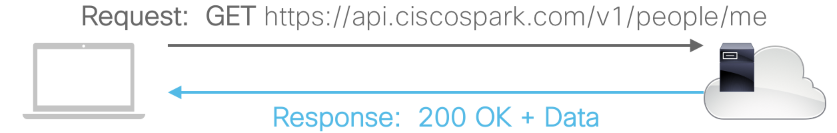 Request: GET https://api.ciscospark.com/v1/people/me
Response: 200 OK + Data